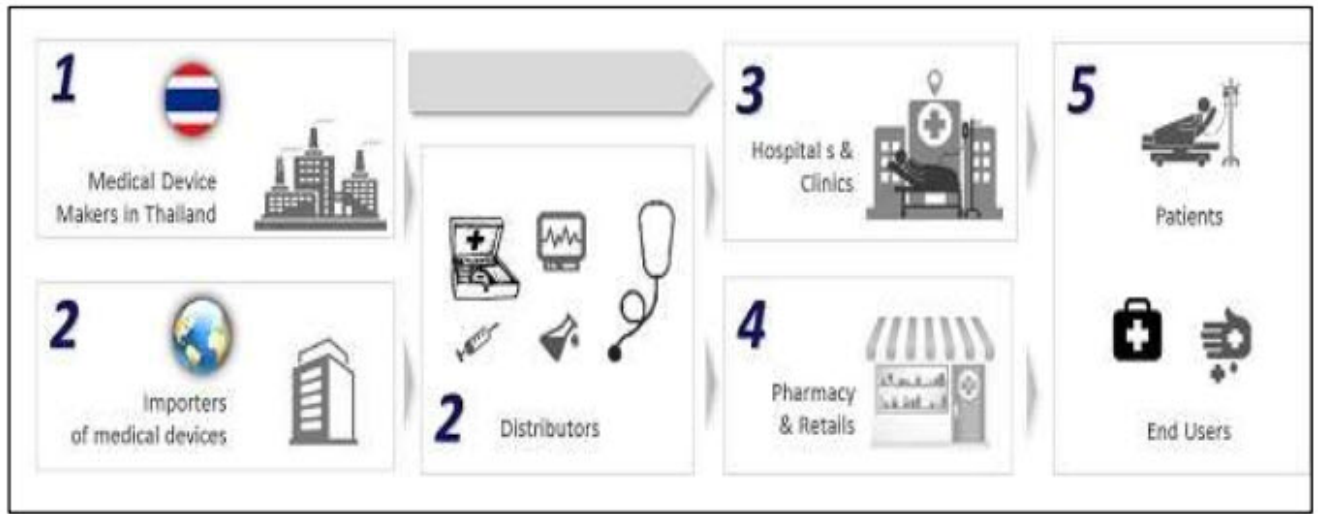 1
Medical Device
Makers in Thailand
2
Importers
of medical devices
2
Distributors
3
Hospital s &
Clinics
4
Pharmacy
& Retails
5
Patients
End Users